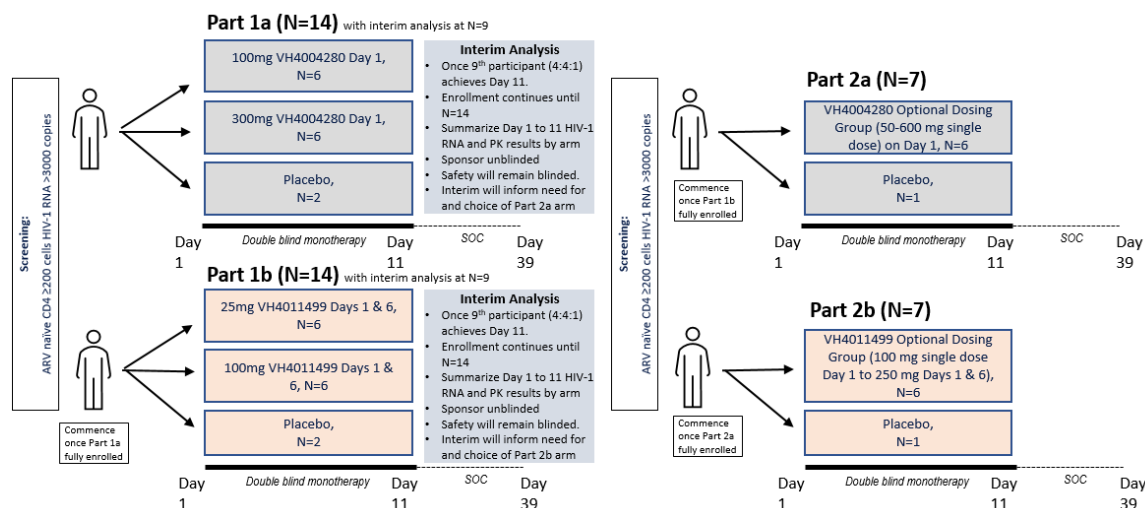 Screening:
ARV naïve CD4 ≥200 cells HIV-1 RNA >3000 copies
Part 1a (N=14) with interim analysis at N=9
100mg VH4004280 Day 1,
N=6
300mg VH4004280 Day 1,
N=6
Placebo,
N=2
Interim Analysis
• Once 9th participant (4:4:1)
achieves Day 11.
• Enrollment continues until
N=14
• Summarize Day 1 to 11 HIV-1
RNA and PK results by arm
• Sponsor unblinded
• Safety will remain blinded.
• Interim will inform need for
and choice of Part 2a arm
Day
1
Double blind monotherapy
Day
11
SOC
Day
39
Part 1b (N=14) with interim analysis at N=9
Commence
once Part 1a
fully enrolled
25mg VH4011499 Days 1 & 6,
N=6
100mg VH4011499 Days 1 &
6, N=6
Placebo,
N=2
Interim Analysis
• Once 9th participant (4:4:1)
achieves Day 11.
• Enrollment continues until
N=14
• Summarize Day 1 to 11 HIV-1
RNA and PK results by arm
• Sponsor unblinded
• Safety will remain blinded.
• Interim will inform need for
and choice of Part 2b arm
Day
1
Double blind monotherapy
Day
11
SOC
Day
39
Screening:
ARV naïve CD4 ≥200 cells HIV-1 RNA >3000 copies
Part 2a (N=7)
Commence
once Part 1b
fully enrolled
VH4004280 Optional Dosing
Group (50-600 mg single
dose) on Day 1, N=6
Placebo,
N=1
Day
1
Double blind monotherapy
Day
11
SOC
Day
39
Part 2b (N=7)
Commence
once Part 2a
fully enrolled
VH4011499 Optional Dosing
Group (100 mg single dose
Day 1 to 250 mg Days 1 & 6),
N=6
Placebo,
N=1
Day
1
Double blind monotherapy
Day
11
SOC
Day
39